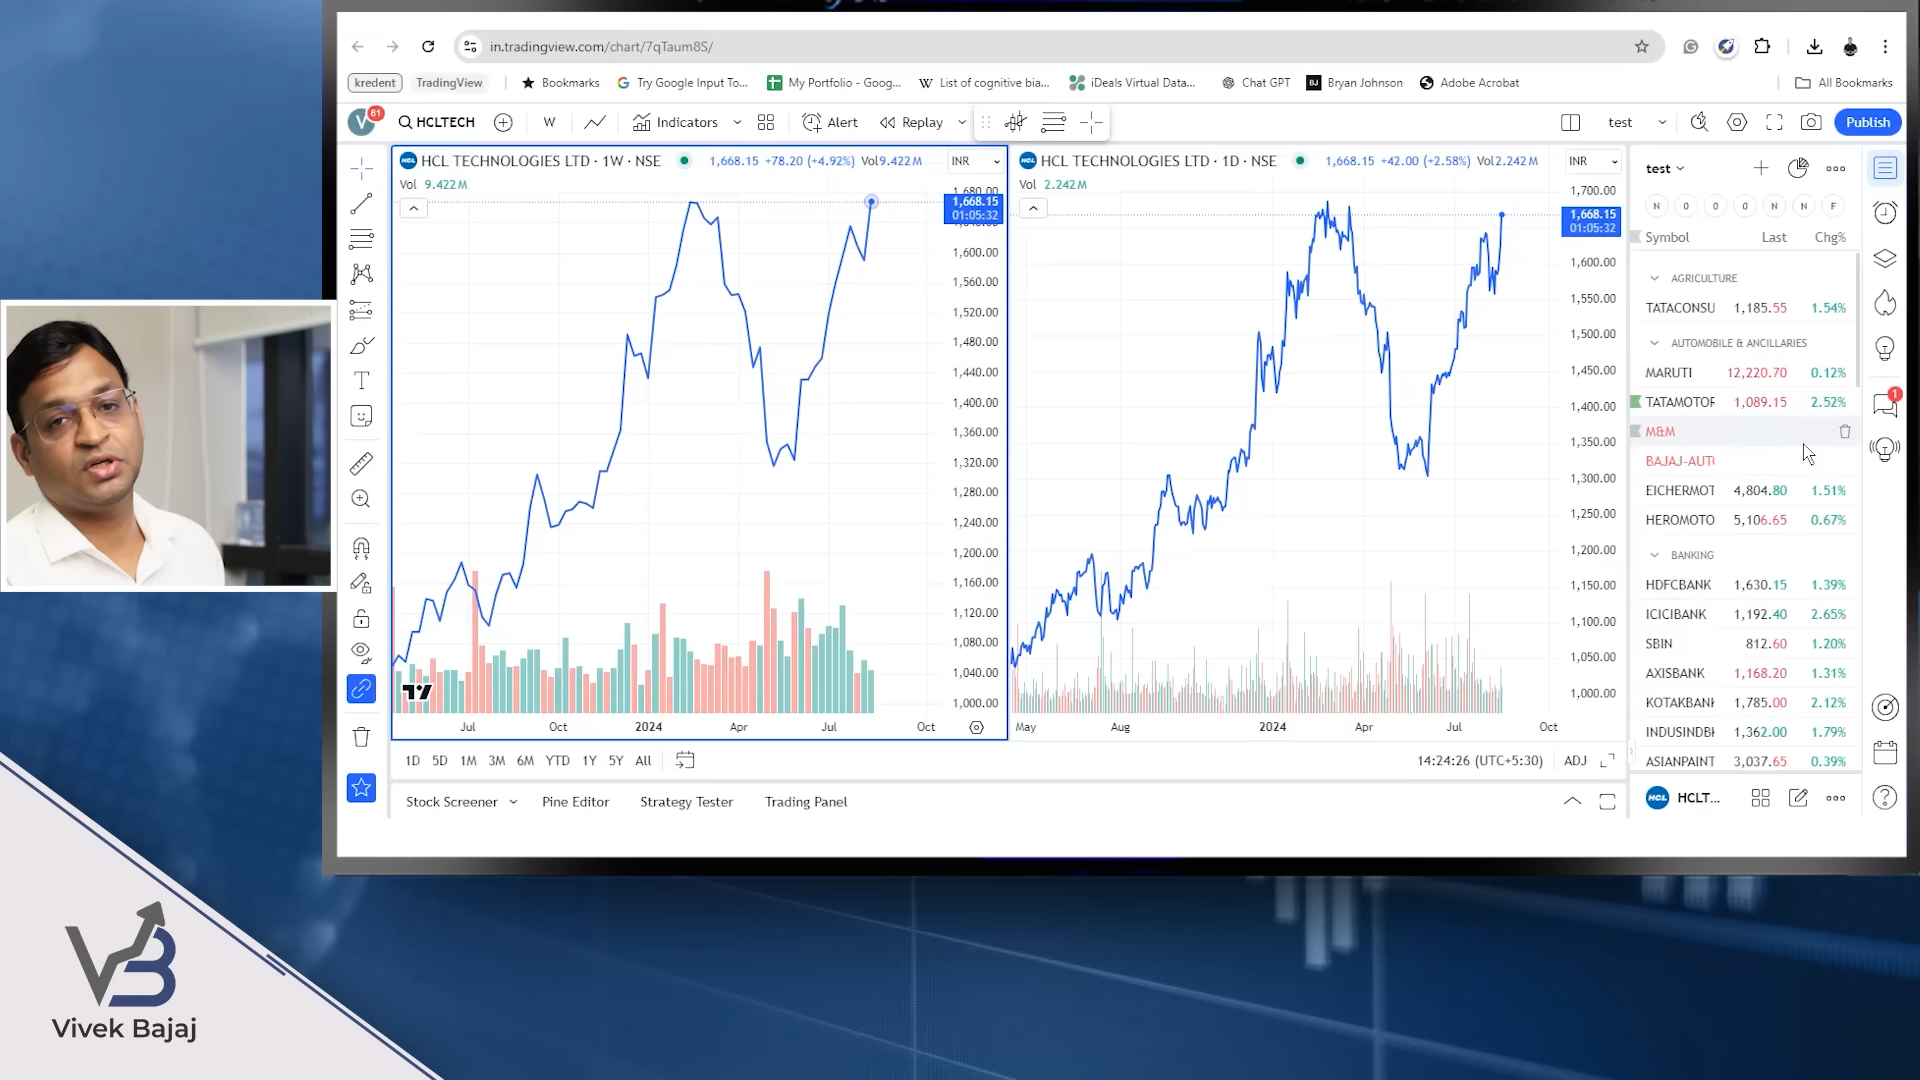 in.tradingview.com/chart/7qTaum8S/
kredent
TradingView
Bookmarks
Try Google Input To...
My Portfolio - Goog...
List of cognitive bia...
iDeals Virtual Data...
Chat GPT
BJ
Bryan Johnson
Adobe Acrobat
All Bookmarks
V
81
HCLTECH
W
Indicators
Alert
Replay
test
Publish
HCL
HCL TECHNOLOGIES LTD · 1W · NSE
1,668.15 +78.20 (+4.92%) Vol 9.422 M
INR
Vol 9.422 M
1,680.00
1,668.15
01:05:32
1,600.00
1,560.00
1,520.00
1,480.00
1,440.00
1,400.00
1,360.00
1,320.00
1,280.00
1,240.00
1,200.00
1,160.00
1,120.00
1,080.00
1,040.00
1,000.00
Jul Oct 2024 Apr Jul Oct
HCL
HCL TECHNOLOGIES LTD · 1D · NSE
1,668.15 +42.00 (+2.58%) Vol 2.242 M
INR
Vol 2.242 M
1,700.00
1,668.15
01:05:32
1,600.00
1,550.00
1,500.00
1,450.00
1,400.00
1,350.00
1,300.00
1,250.00
1,200.00
1,150.00
1,100.00
1,050.00
1,000.00
May Aug 2024 Apr Jul Oct
1D 5D 1M 3M 6M YTD 1Y 5Y All
14:24:26 (UTC+5:30) ADJ
Stock Screener
Pine Editor
Strategy Tester
Trading Panel
test
N O O O N N F
Symbol Last Chg%
AGRICULTURE
TATACONSU 1,185.55 1.54%
AUTOMOBILE & ANCILLARIES
MARUTI 12,220.70 0.12%
TATAMOTOR 1,089.15 2.52%
M&M
BAJAJ-AUTO
EICHERMOT 4,804.80 1.51%
HEROMOTO 5,106.65 0.67%
BANKING
HDFCBANK 1,630.15 1.39%
ICICIBANK 1,192.40 2.65%
SBIN 812.60 1.20%
AXISBANK 1,168.20 1.31%
KOTAKBANK 1,785.00 2.12%
INDUSINDBK 1,362.00 1.79%
ASIANPAINT 3,037.65 0.39%
HCL
HCLT...
1
VB
Vivek Bajaj